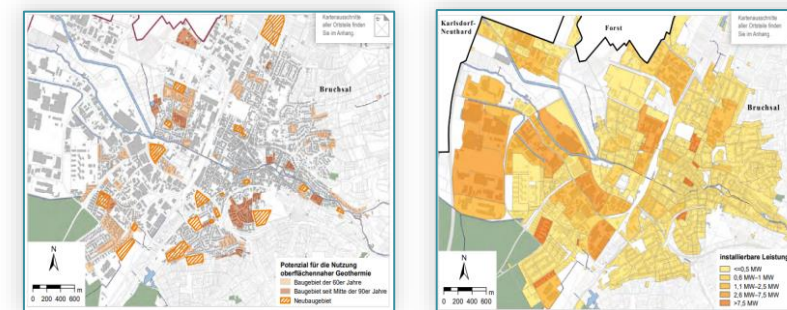 Kartenausschnitte
aller Ortsteile finden
Sie im Anhang.
Bruchsal
N
0 200 400 600
m
Potenzial für die Nutzung
oberflächennaher Geothermie
Baugebiet der 60er Jahre
Baugebiet seit Mitte der 90er Jahre
Neubaugebiet
Karlsdorf-
Neuthard
Forst
Kartenausschnitte
aller Ortsteile finden
Sie im Anhang.
Bruchsal
N
0 200 400 600
m
installierbare Leistung
<=0,5 MW
0,6 MW–1 MW
1,1 MW–2,5 MW
2,6 MW–7,5 MW
>7,5 MW